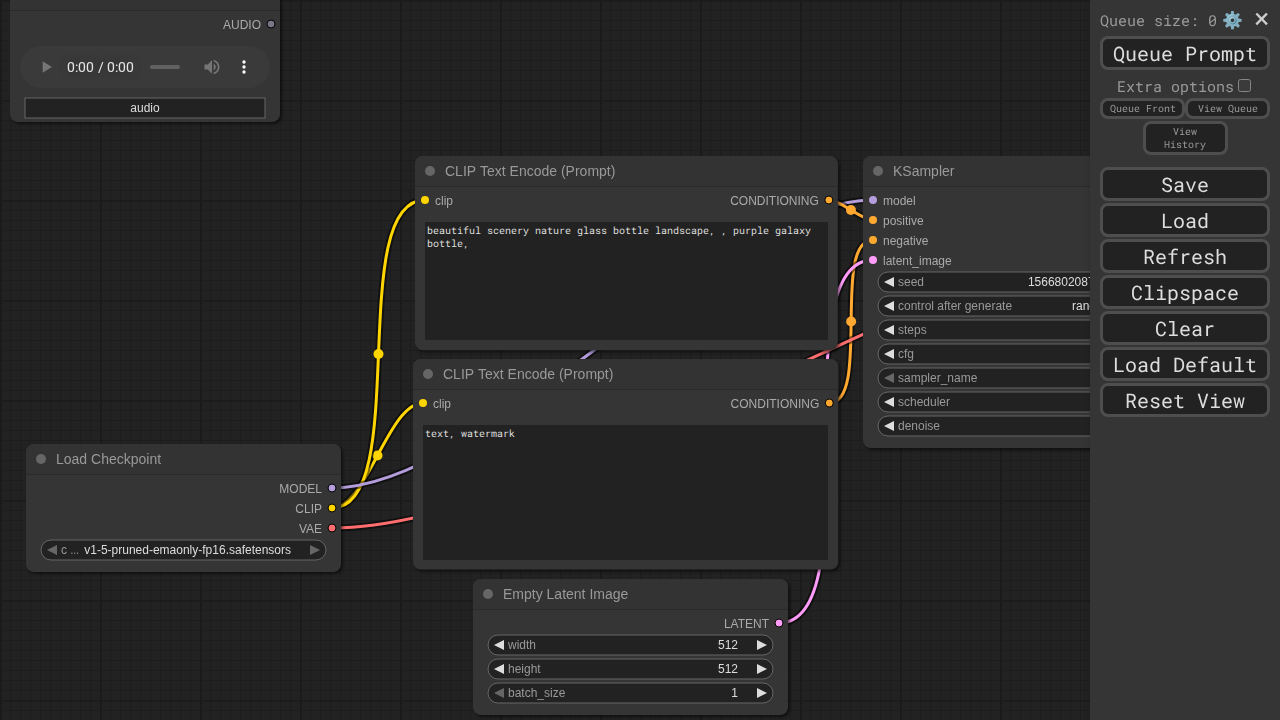 AUDIO
0:00 / 0:00
audio
CLIP Text Encode (Prompt)
clip
CONDITIONING
beautiful scenery nature glass bottle landscape, , purple galaxy
bottle,
CLIP Text Encode (Prompt)
clip
CONDITIONING
text, watermark
Load Checkpoint
MODEL
CLIP
VAE
c ... v1-5-pruned-emaonly-fp16.safetensors
Empty Latent Image
LATENT
width 512
height 512
batch_size 1
KSampler
model
positive
negative
latent_image
seed 156680208
control after generate ran
steps
cfg
sampler_name
scheduler
denoise
Queue size: 0
Queue Prompt
Extra options
Queue Front
View Queue
View
History
Save
Load
Refresh
Clipspace
Clear
Load Default
Reset View